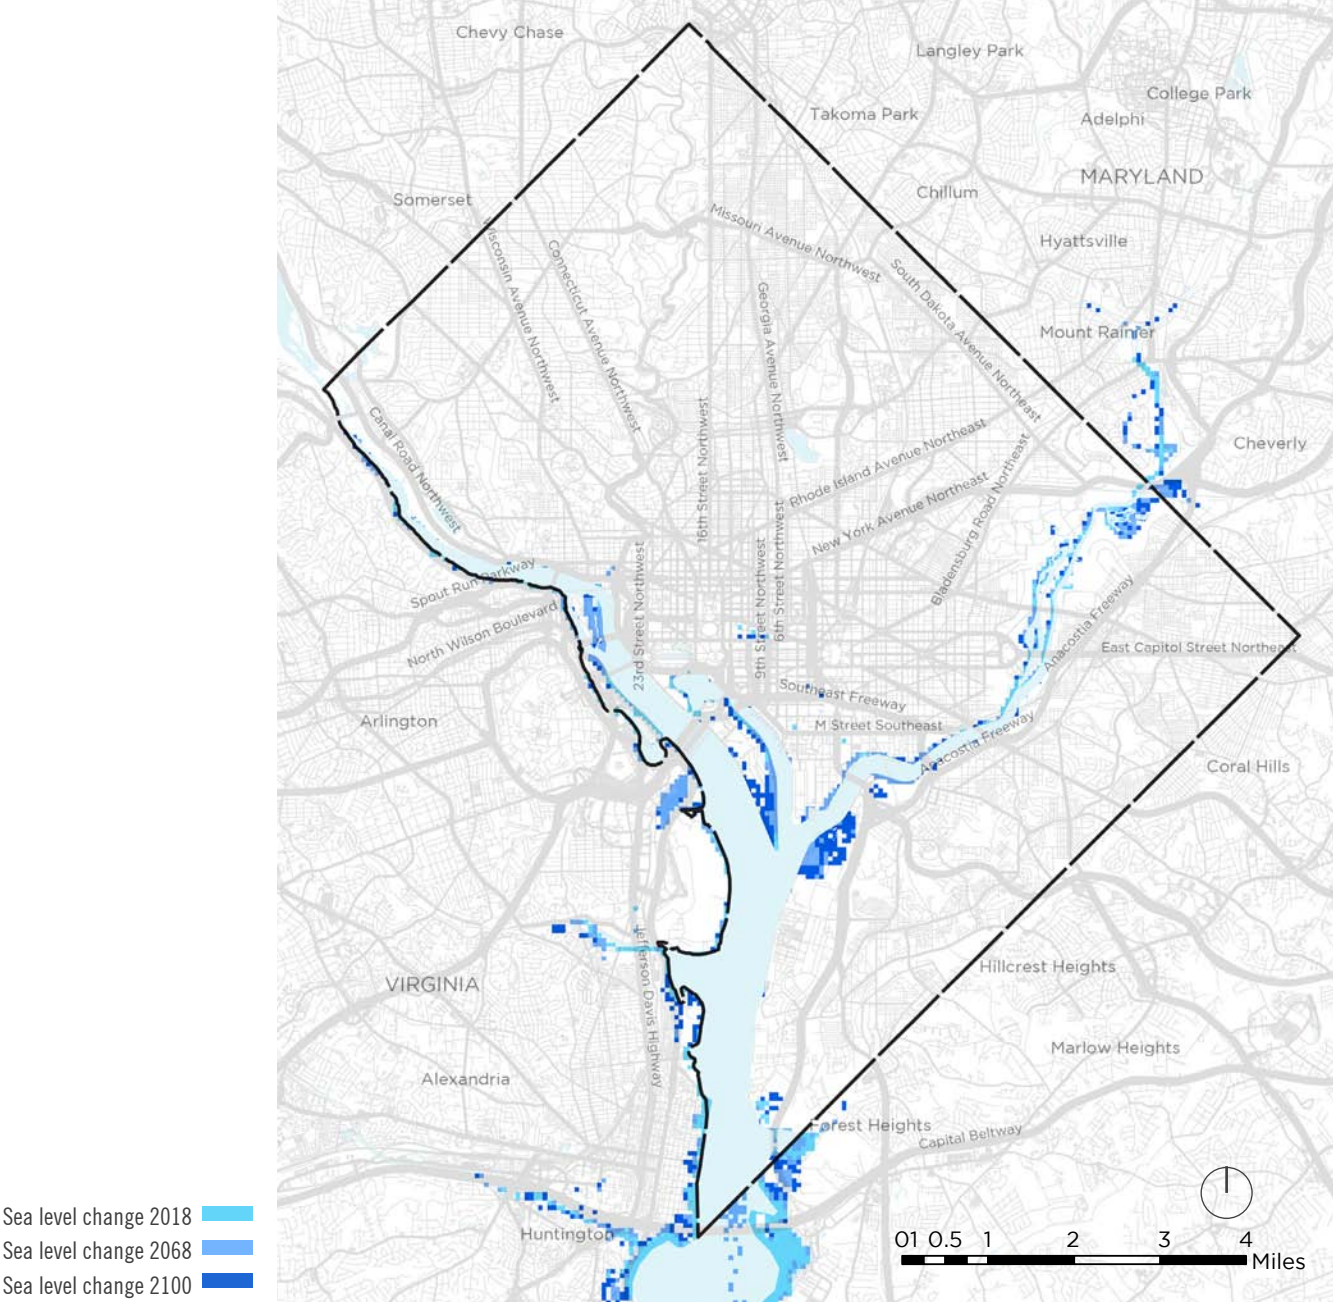 Chevy Chase
Langley Park
College Park
Takoma Park
Adelphi
MARYLAND
Somerset
Chillum
Missouri Avenue Northwest
Hyattsville
Wisconsin Avenue Northwest
Connecticut Avenue Northwest
South Dakota Avenue Northeast
Georgia Avenue Northwest
Mount Rainier
Canal Road Northwest
16th Street Northwest
Rhode Island Avenue Northeast
Cheverly
Bladensburg Road Northeast
New York Avenue Northeast
6th Street Northwest
9th Street Northwest
23rd Street Northwest
Spout Run Parkway
North Wilson Boulevard
Anacostia Freeway
East Capitol Street Northeast
Southeast Freeway
Arlington
M Street Southeast
Anacostia Freeway
Coral Hills
Jefferson Davis Highway
Hillcrest Heights
VIRGINIA
Marlow Heights
Alexandria
Forest Heights
Capital Beltway
Huntington
Sea level change 2018
Sea level change 2068
Sea level change 2100
01 0.5 1 2 3 4
Miles